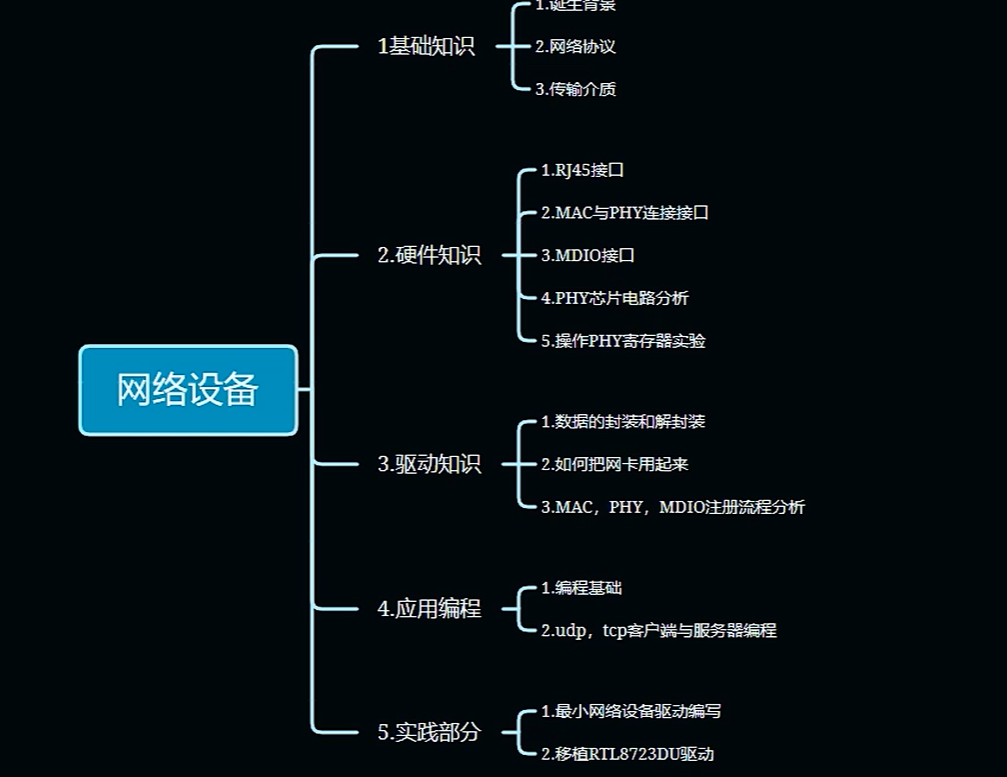 1.诞生背景
1基础知识
2.网络协议
3.传输介质
1.RJ45接口
2.MAC与PHY连接接口
2.硬件知识
3.MDIO接口
4.PHY芯片电路分析
5.操作PHY寄存器实验
网络设备
1.数据的封装和解封装
3.驱动知识
2.如何把网卡用起来
3.MAC，PHY，MDIO注册流程分析
1.编程基础
4.应用编程
2.udp，tcp客户端与服务器编程
1.最小网络设备驱动编写
5.实践部分
2.移植RTL8723DU驱动